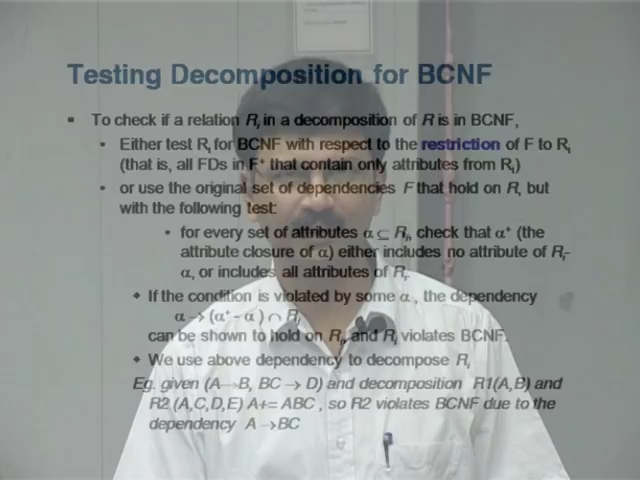 Testing Decomposition for BCNF
▪ To check if a relation Ri in a decomposition of R is in BCNF,
• Either test Ri for BCNF with respect to the restriction of F to Ri
(that is, all FDs in F+ that contain only attributes from Ri)
• or use the original set of dependencies F that hold on R, but
with the following test:
• for every set of attributes α ⊆ Ri, check that α+ (the
attribute closure of α) either includes no attribute of Ri-
α, or includes all attributes of Ri.
♦ If the condition is violated by some α , the dependency
α → (α+ - α ) ∩ Ri
can be shown to hold on Ri, and Ri violates BCNF.
♦ We use above dependency to decompose Ri
Eg. given (A→B, BC → D) and decomposition R1(A,B) and
R2 (A,C,D,E) A+= ABC , so R2 violates BCNF due to the
dependency A →BC